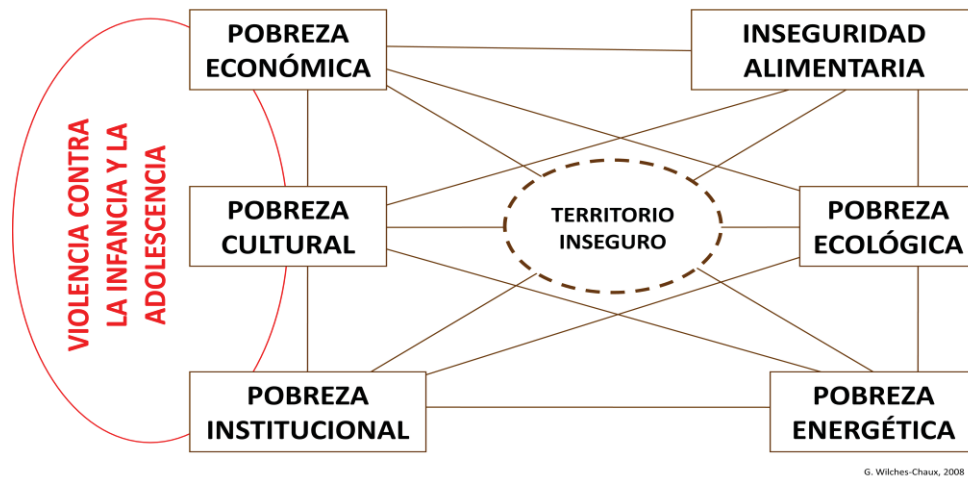 POBREZA
ECONÓMICA
INSEGURIDAD
ALIMENTARIA
VIOLENCIA CONTRA
LA INFANCIA Y LA
ADOLESCENCIA
POBREZA
CULTURAL
TERRITORIO
INSEGURO
POBREZA
ECOLÓGICA
POBREZA
INSTITUCIONAL
POBREZA
ENERGÉTICA
G. Wilches-Chaux, 2008